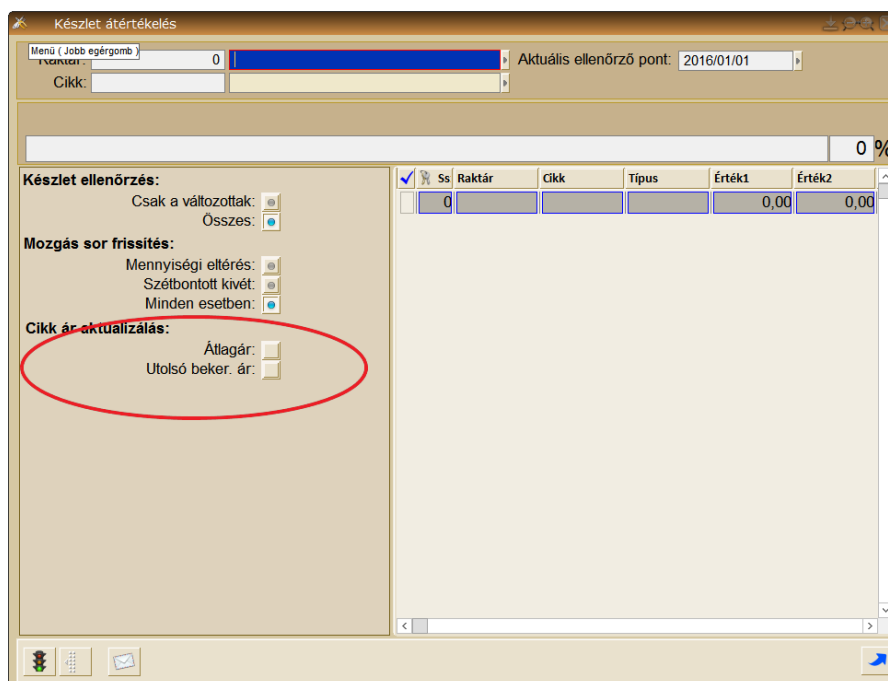 Készlet átértékelés
Menü ( Jobb egérgomb )
Raktár: 0 Aktuális ellenőrző pont: 2016/01/01
Cikk:
0 %
Készlet ellenőrzés:
Csak a változottak:
Összes:
Mozgás sor frissítés:
Mennyiségi eltérés:
Szétbontott kivét:
Minden esetben:
Cikk ár aktualizálás:
Átlagár:
Utolsó beker. ár:
Ss Raktár Cikk Típus Érték1 Érték2
0 0,00 0,00